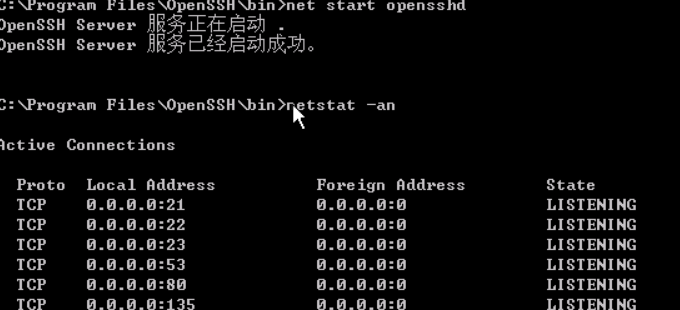 C:\Program Files\OpenSSH\bin>net start opensshd
OpenSSH Server 服务正在启动 .
OpenSSH Server 服务已经启动成功。
C:\Program Files\OpenSSH\bin>netstat -an
Active Connections
Proto  Local Address          Foreign Address        State
TCP    0.0.0.0:21             0.0.0.0:0              LISTENING
TCP    0.0.0.0:22             0.0.0.0:0              LISTENING
TCP    0.0.0.0:23             0.0.0.0:0              LISTENING
TCP    0.0.0.0:53             0.0.0.0:0              LISTENING
TCP    0.0.0.0:80             0.0.0.0:0              LISTENING
TCP    0.0.0.0:135            0.0.0.0:0              LISTENING